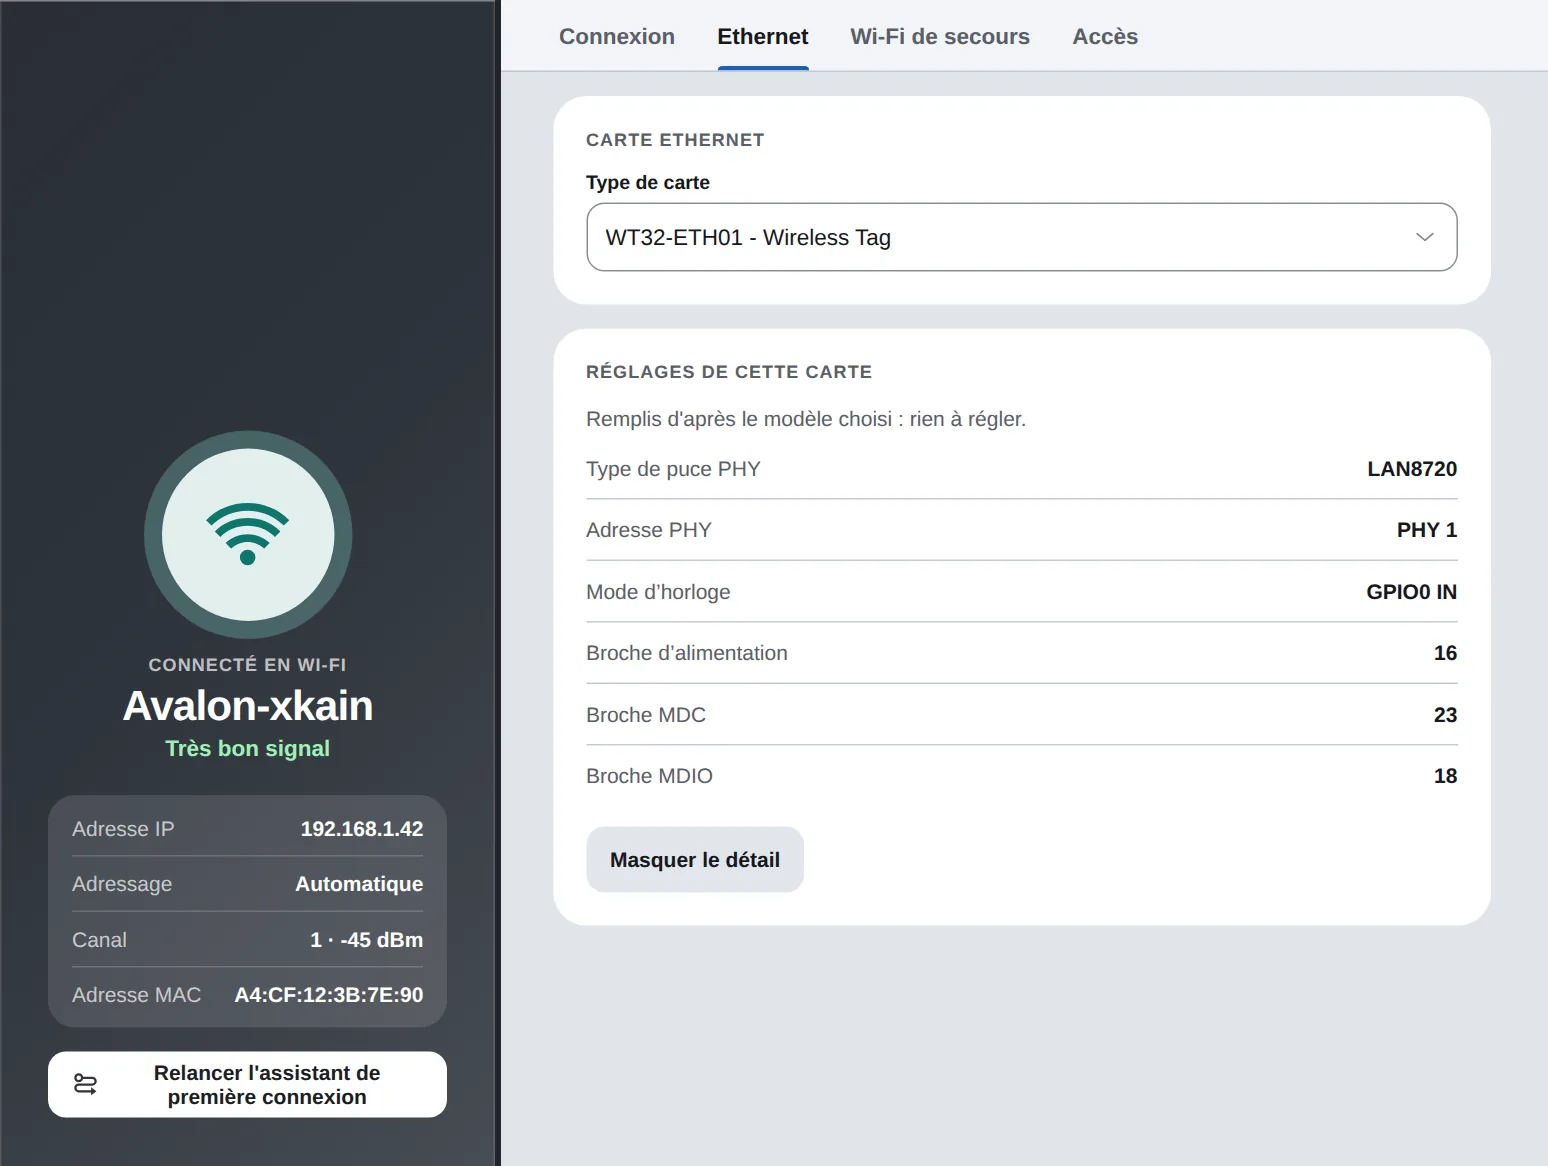 Connexion
Ethernet
Wi-Fi de secours
Accès
CARTE ETHERNET
Type de carte
WT32-ETH01 - Wireless Tag
RÉGLAGES DE CETTE CARTE
Remplis d'après le modèle choisi : rien à régler.
Type de puce PHY LAN8720
Adresse PHY PHY 1
Mode d’horloge GPIO0 IN
Broche d’alimentation 16
Broche MDC 23
Broche MDIO 18
Masquer le détail
CONNECTÉ EN WI-FI
Avalon-xkain
Très bon signal
Adresse IP 192.168.1.42
Adressage Automatique
Canal 1 · -45 dBm
Adresse MAC A4:CF:12:3B:7E:90
Relancer l'assistant de
première connexion